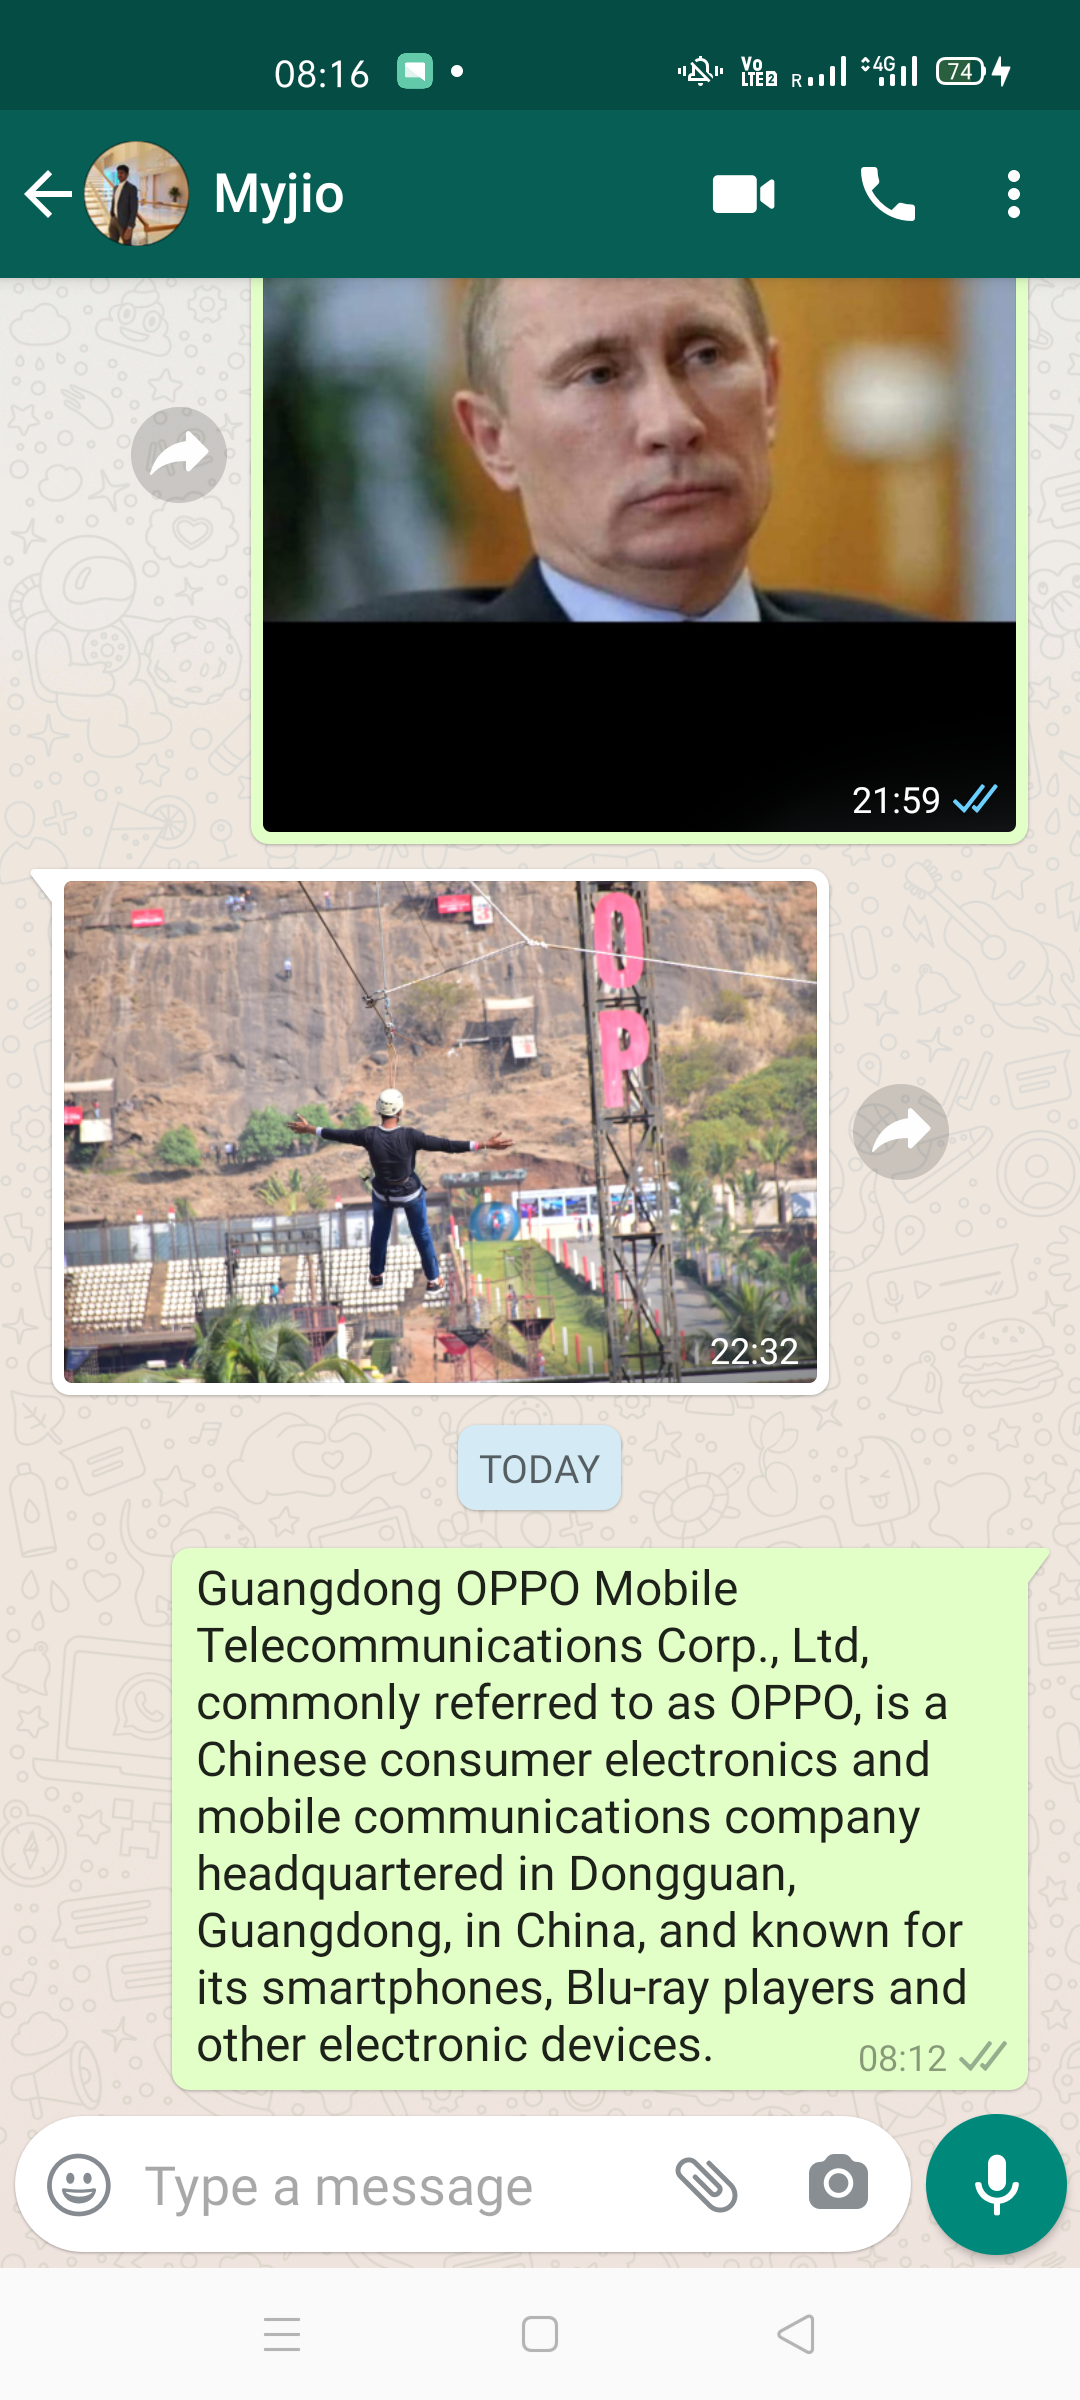 08:16
Vo
LTE2
R
4G
74
Myjio
21:59
3
O
P
3
22:32
TODAY
Guangdong OPPO Mobile
Telecommunications Corp., Ltd,
commonly referred to as OPPO, is a
Chinese consumer electronics and
mobile communications company
headquartered in Dongguan,
Guangdong, in China, and known for
its smartphones, Blu-ray players and
other electronic devices.
08:12
Type a message